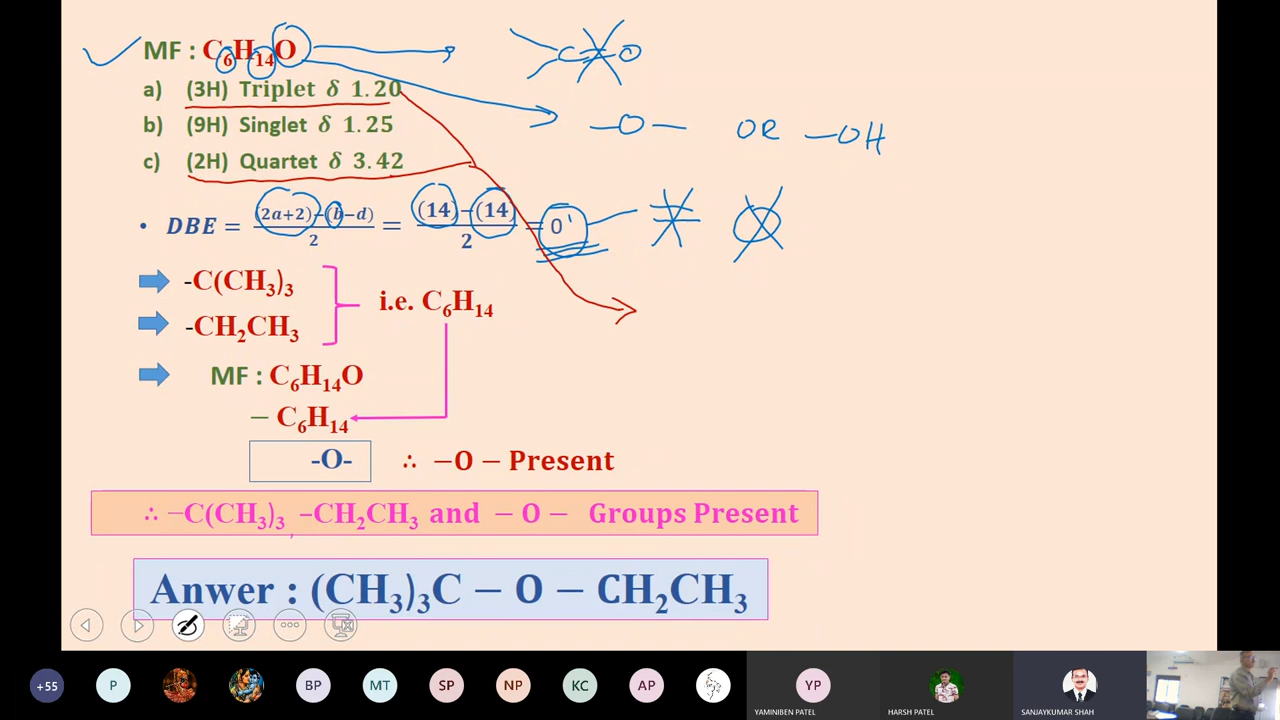 MF : C₆H₁₄O
C = O
a) (3H) Triplet δ 1.20
b) (9H) Singlet δ 1.25
—O— OR —OH
c) (2H) Quartet δ 3.42
• DBE = (2a+2)−(b−d) / 2 = (14)−(14) / 2 = 0
-C(CH₃)₃
i.e. C₆H₁₄
-CH₂CH₃
MF : C₆H₁₄O
− C₆H₁₄
-O- ∴ −O − Present
∴ −C(CH₃)₃, –CH₂CH₃ and − O − Groups Present
Anwer : (CH₃)₃C − O − CH₂CH₃
+55 P BP MT SP NP KC AP YP
YAMINIBEN PATEL HARSH PATEL SANJAYKUMAR SHAH